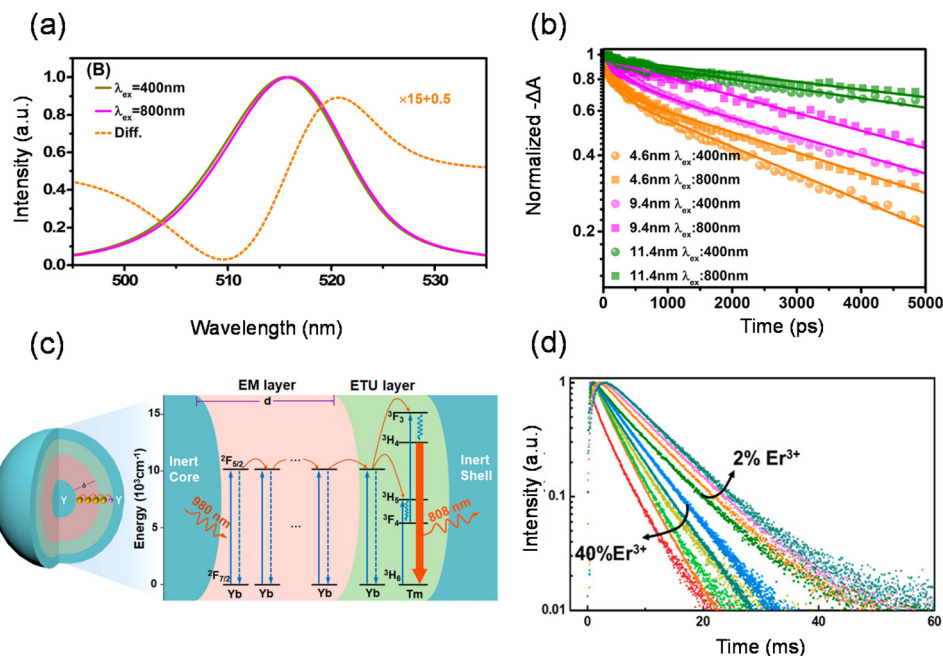 (a)
(B)
λex=400nm
λex=800nm
Diff.
×15+0.5
Intensity (a.u.)
1.0
0.8
0.6
0.4
0.2
0.0
500
510
520
530
Wavelength (nm)
(b)
Normalized -ΔA
1
0.8
0.6
0.4
0.2
4.6nm λex:400nm
4.6nm λex:800nm
9.4nm λex:400nm
9.4nm λex:800nm
11.4nm λex:400nm
11.4nm λex:800nm
0
1000
2000
3000
4000
5000
Time (ps)
(c)
EM layer
ETU layer
d
δ
Y
Y
Energy (10³cm⁻¹)
15
10
5
0
Inert
Core
980 nm
²F5/2
²F7/2
...
...
Yb
Yb
Yb
Yb
³F3
³H4
³H5
³F4
³H6
Tm
808 nm
Inert
Shell
(d)
Intensity (a.u.)
1
0.1
0.01
2% Er³⁺
40%Er³⁺
0
20
40
60
Time (ms)